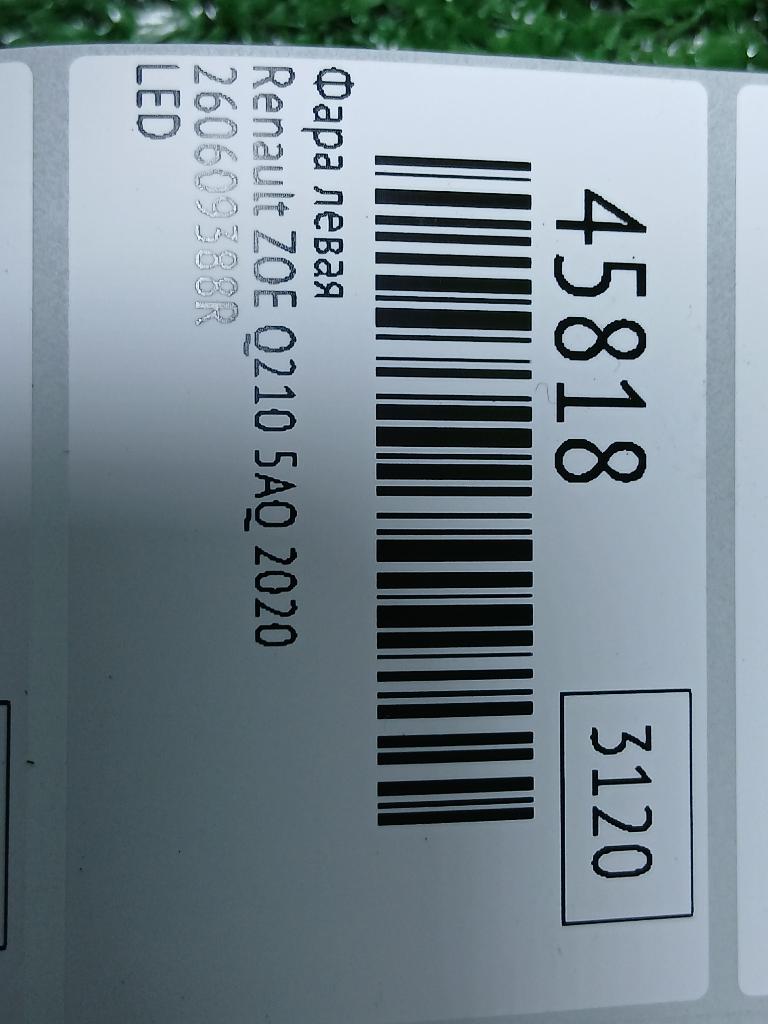 45818
3120
Фара левая
Renault ZOE Q210 5AQ 2020
260609388R
LED